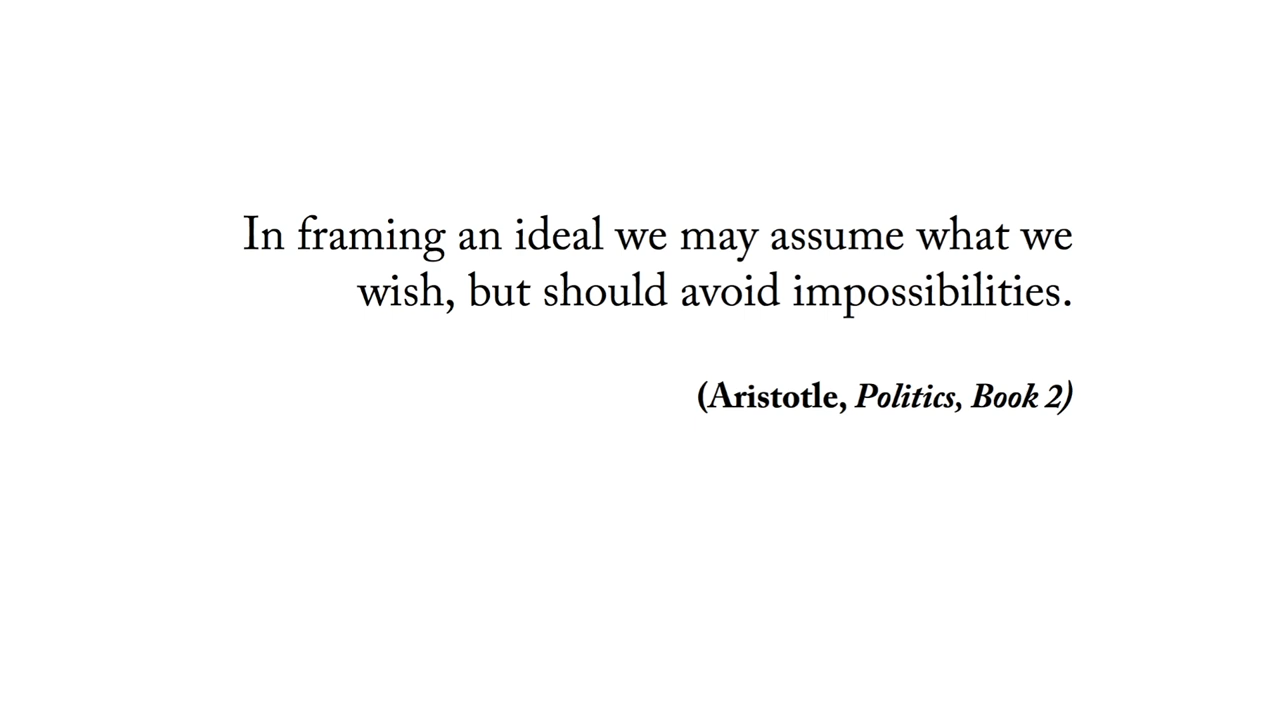 In framing an ideal we may assume what we
wish, but should avoid impossibilities.
(Aristotle, Politics, Book 2)